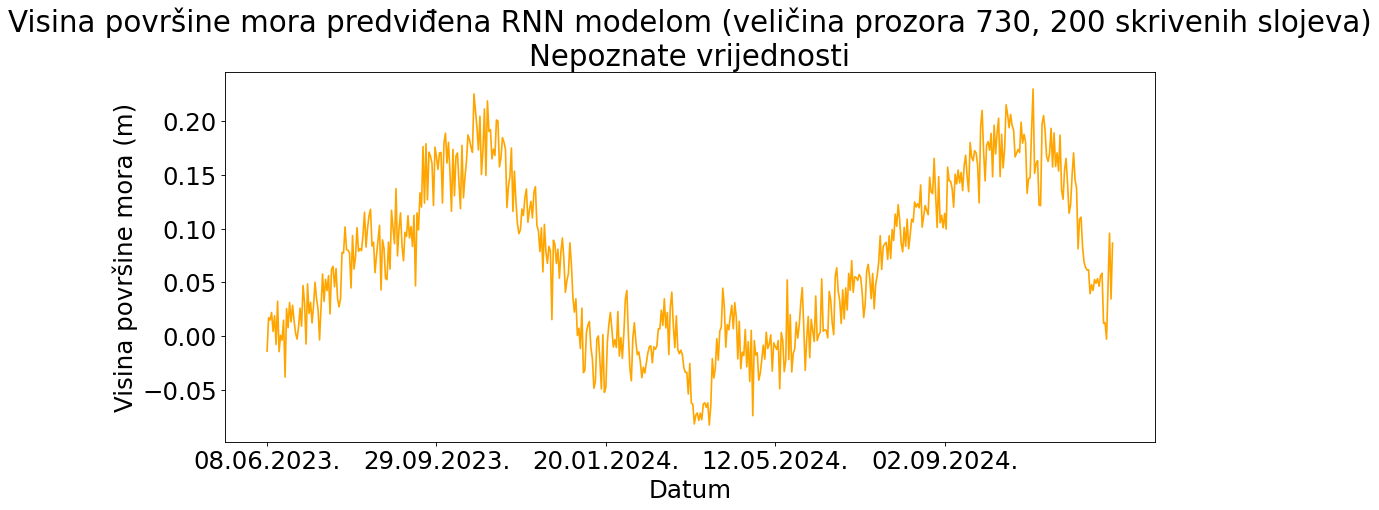 Visina površine mora predviđena RNN modelom (veličina prozora 730, 200 skrivenih slojeva)
Nepoznate vrijednosti
Visina površine mora (m)
0.20
0.15
0.10
0.05
0.00
−0.05
08.06.2023. 29.09.2023. 20.01.2024. 12.05.2024. 02.09.2024.
Datum